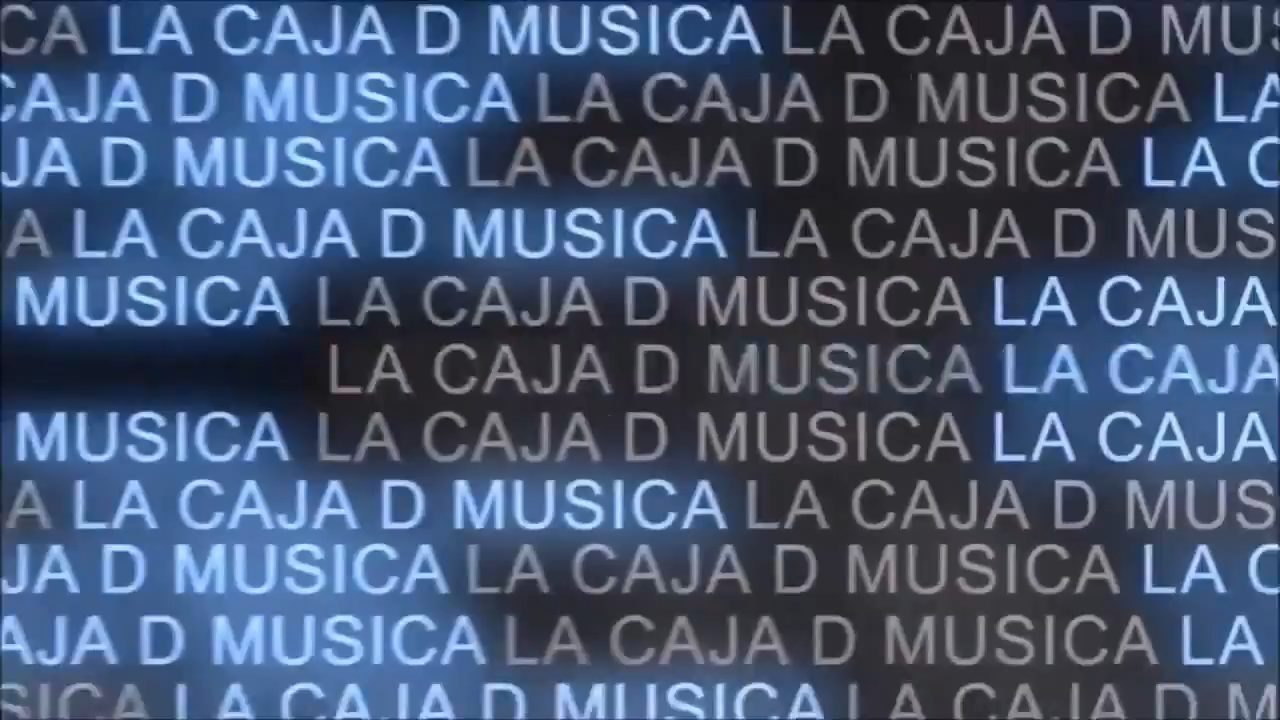 CA LA CAJA D MUSICA LA CAJA D MUS
CAJA D MUSICA LA CAJA D MUSICA LA
JA D MUSICA LA CAJA D MUSICA LA C
A LA CAJA D MUSICA LA CAJA D MUS
MUSICA LA CAJA D MUSICA LA CAJA
LA CAJA D MUSICA LA CAJA
MUSICA LA CAJA D MUSICA LA CAJA
A LA CAJA D MUSICA LA CAJA D MUS
JA D MUSICA LA CAJA D MUSICA LA C
AJA D MUSICA LA CAJA D MUSICA LA
SICA LA CAJA D MUSICA LA CAJA D M